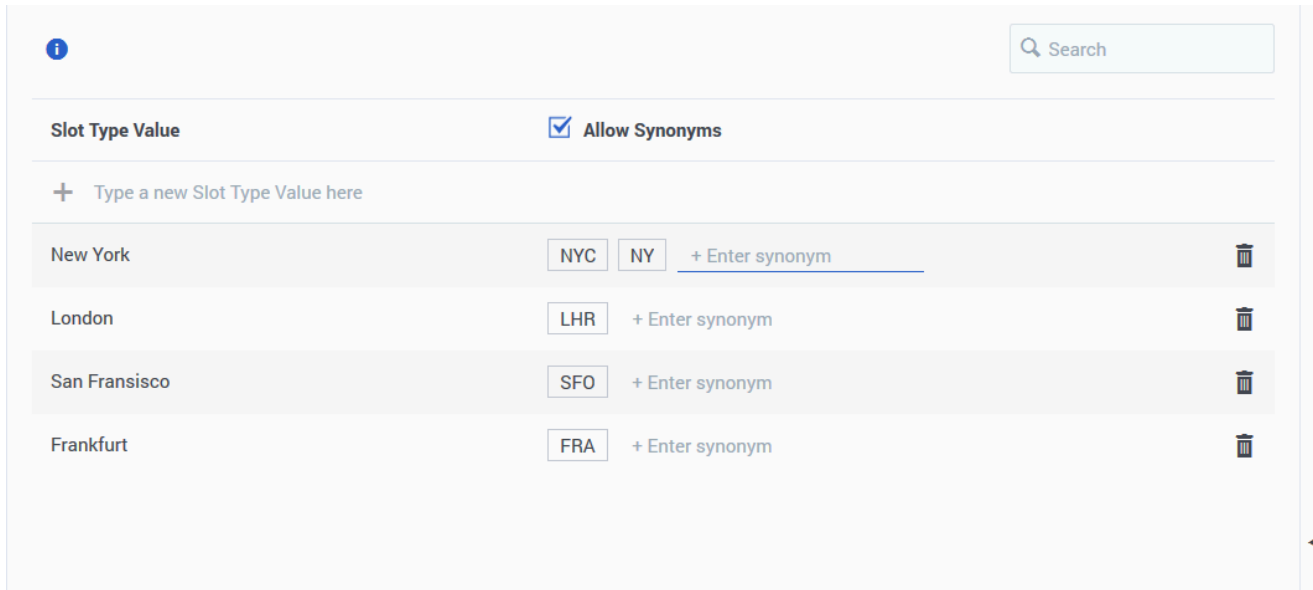 Search
Slot Type Value Allow Synonyms
+ Type a new Slot Type Value here
New York NYC NY + Enter synonym
London LHR + Enter synonym
San Fransisco SFO + Enter synonym
Frankfurt FRA + Enter synonym